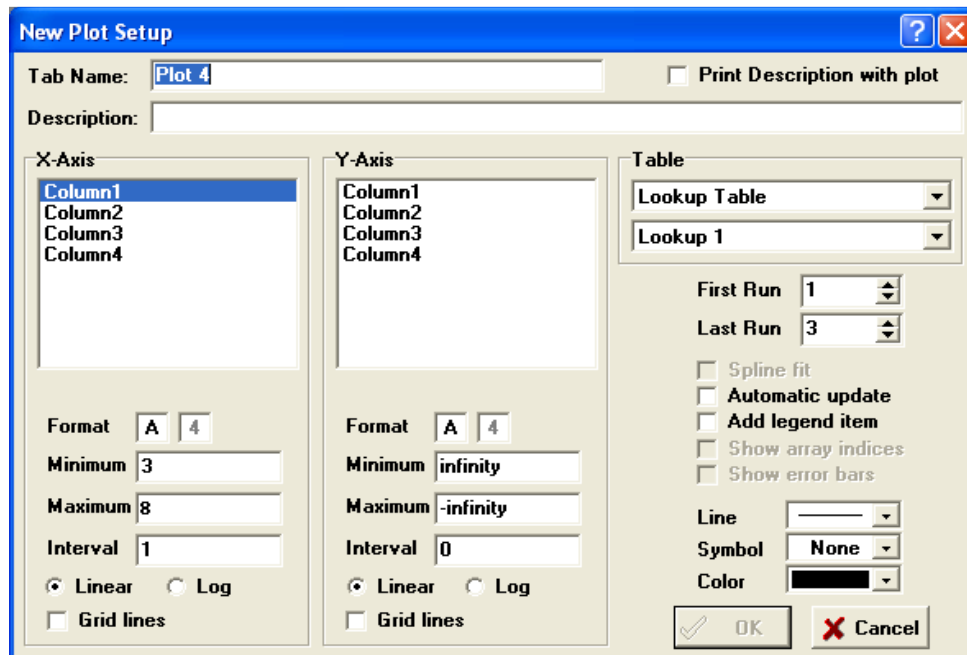 New Plot Setup
Tab Name: Plot 4
Print Description with plot
Description:
X-Axis
Column1
Column2
Column3
Column4
Format A 4
Minimum 3
Maximum 8
Interval 1
Linear Log
Grid lines
Y-Axis
Column1
Column2
Column3
Column4
Format A 4
Minimum infinity
Maximum -infinity
Interval 0
Linear Log
Grid lines
Table
Lookup Table
Lookup 1
First Run 1
Last Run 3
Spline fit
Automatic update
Add legend item
Show array indices
Show error bars
Line
Symbol None
Color
OK Cancel